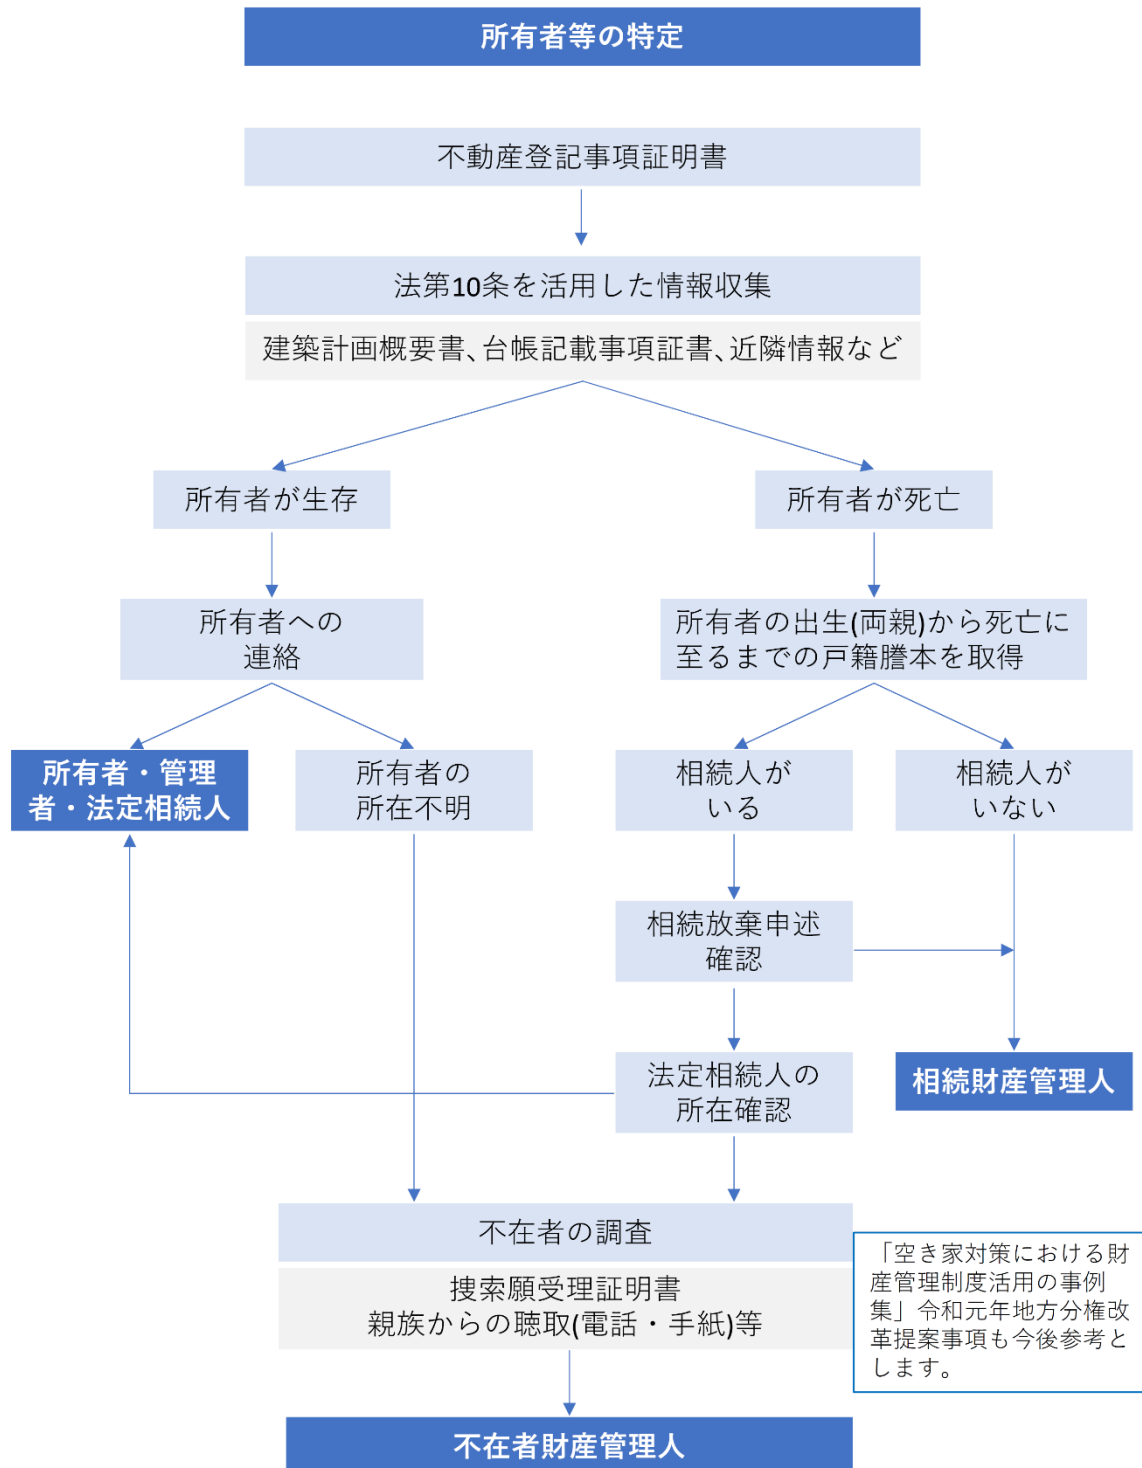 所有者等の特定
不動産登記事項証明書
法第10条を活用した情報収集
建築計画概要書、台帳記載事項証書、近隣情報など
所有者が生存
所有者が死亡
所有者への
連絡
所有者の出生(両親)から死亡に
至るまでの戸籍謄本を取得
所有者・管理
者・法定相続人
所有者の
所在不明
相続人が
いる
相続人が
いない
相続放棄申述
確認
法定相続人の
所在確認
相続財産管理人
不在者の調査
捜索願受理証明書
親族からの聴取(電話・手紙)等
「空き家対策における財
産管理制度活用の事例
集」令和元年地方分権改
革提案事項も今後参考と
します。
不在者財産管理人